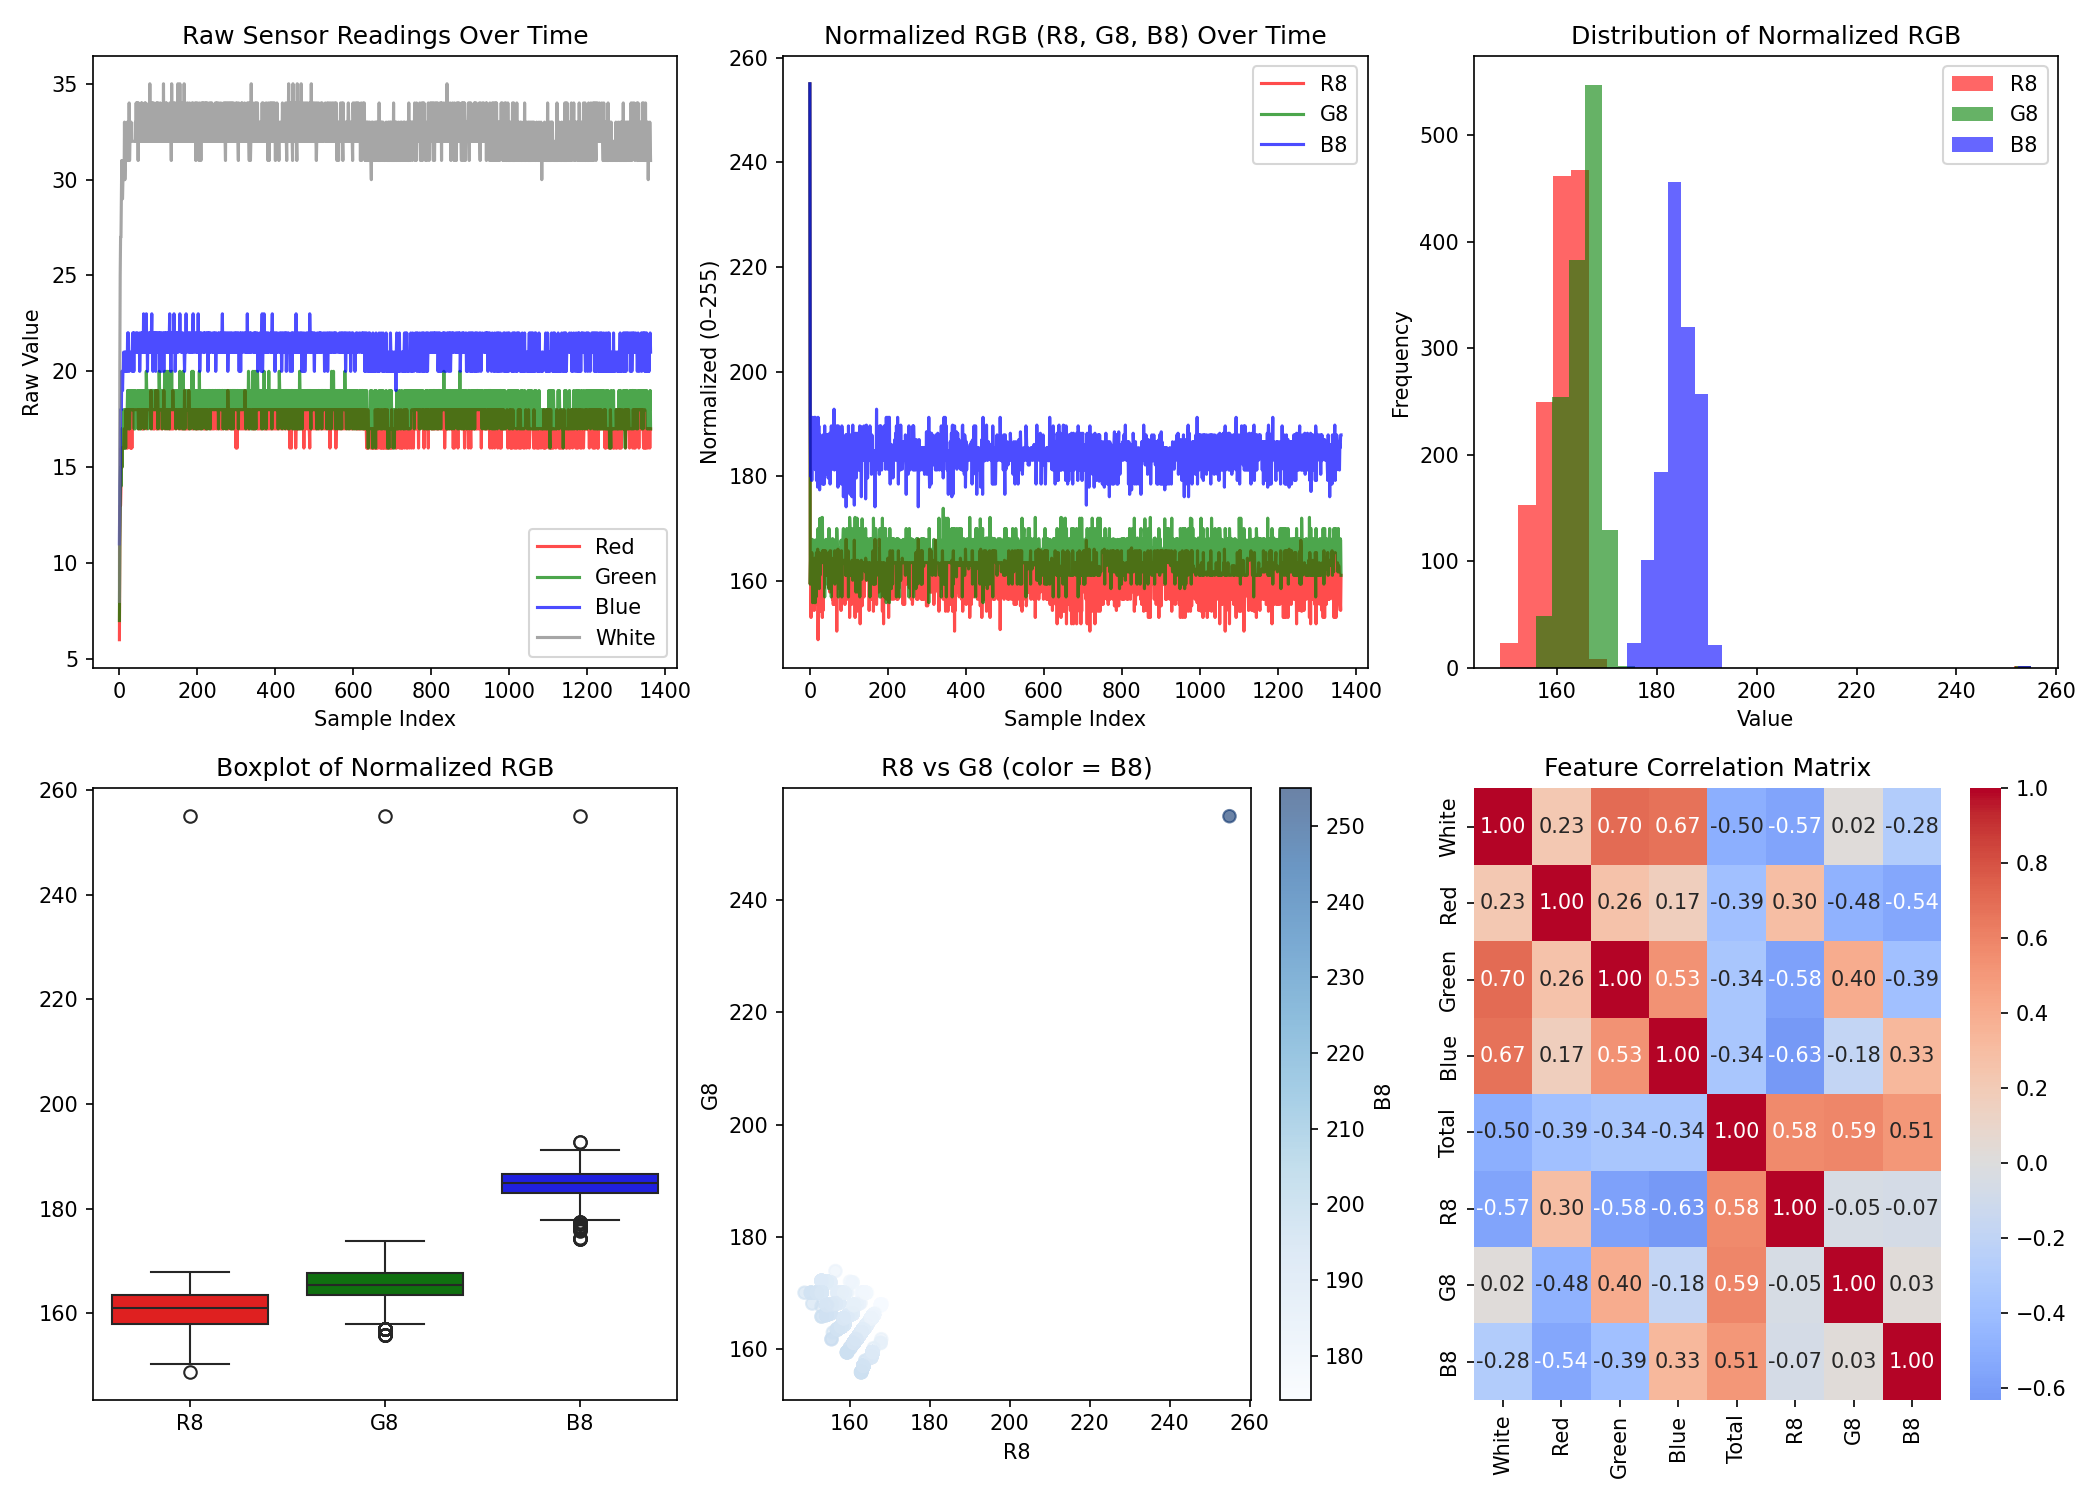 Raw Sensor Readings Over Time
35
30
25
20
15
10
5
Raw Value
Red
Green
Blue
White
0 200 400 600 800 1000 1200 1400
Sample Index
Normalized RGB (R8, G8, B8) Over Time
260
240
220
200
180
160
Normalized (0–255)
R8
G8
B8
0 200 400 600 800 1000 1200 1400
Sample Index
Distribution of Normalized RGB
500
400
300
200
100
0
Frequency
R8
G8
B8
160 180 200 220 240 260
Value
Boxplot of Normalized RGB
260
240
220
200
180
160
R8 G8 B8
R8 vs G8 (color = B8)
240
220
200
180
160
G8
160 180 200 220 240 260
R8
250
240
230
220
210
200
190
180
B8
Feature Correlation Matrix
White 1.00 0.23 0.70 0.67 -0.50 -0.57 0.02 -0.28
Red 0.23 1.00 0.26 0.17 -0.39 0.30 -0.48 -0.54
Green 0.70 0.26 1.00 0.53 -0.34 -0.58 0.40 -0.39
Blue 0.67 0.17 0.53 1.00 -0.34 -0.63 -0.18 0.33
Total -0.50 -0.39 -0.34 -0.34 1.00 0.58 0.59 0.51
R8 -0.57 0.30 -0.58 -0.63 0.58 1.00 -0.05 -0.07
G8 0.02 -0.48 0.40 -0.18 0.59 -0.05 1.00 0.03
B8 -0.28 -0.54 -0.39 0.33 0.51 -0.07 0.03 1.00
White Red Green Blue Total R8 G8 B8
1.0
0.8
0.6
0.4
0.2
0.0
−0.2
−0.4
−0.6